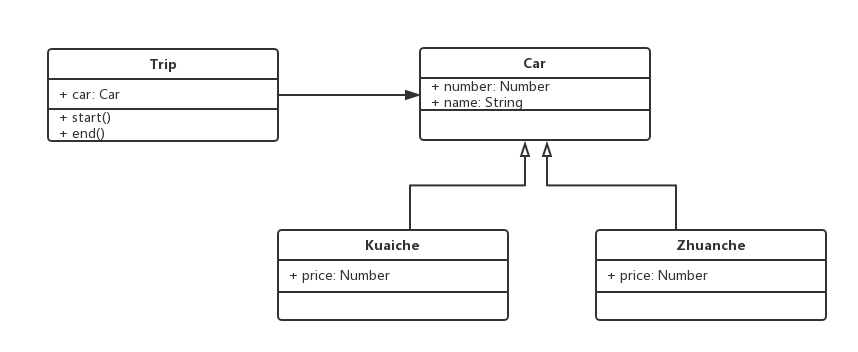 Trip
+ car: Car
+ start()
+ end()
Car
+ number: Number
+ name: String
Kuaiche
+ price: Number
Zhuanche
+ price: Number